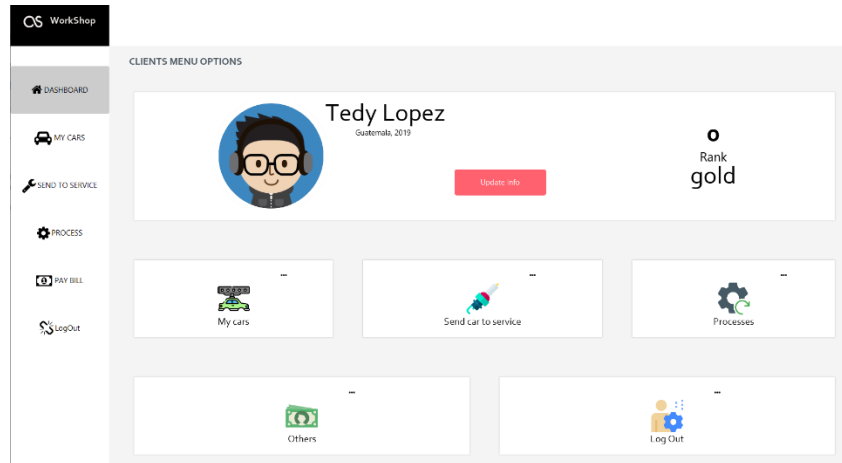 WorkShop
DASHBOARD
MY CARS
SEND TO SERVICE
PROCESS
PAY BILL
LogOut
CLIENTS MENU OPTIONS
Tedy Lopez
Guatemala, 2019
Update info
0
Rank
gold
...
My cars
...
Send car to service
...
Processes
...
Others
...
Log Out